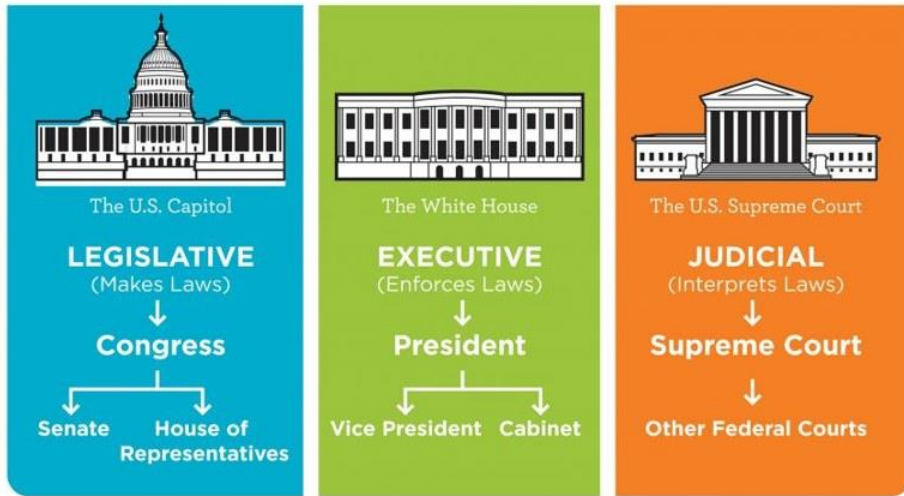 The U.S. Capitol
LEGISLATIVE
(Makes Laws)
Congress
Senate
House of
Representatives
The White House
EXECUTIVE
(Enforces Laws)
President
Vice President
Cabinet
The U.S. Supreme Court
JUDICIAL
(Interprets Laws)
Supreme Court
Other Federal Courts